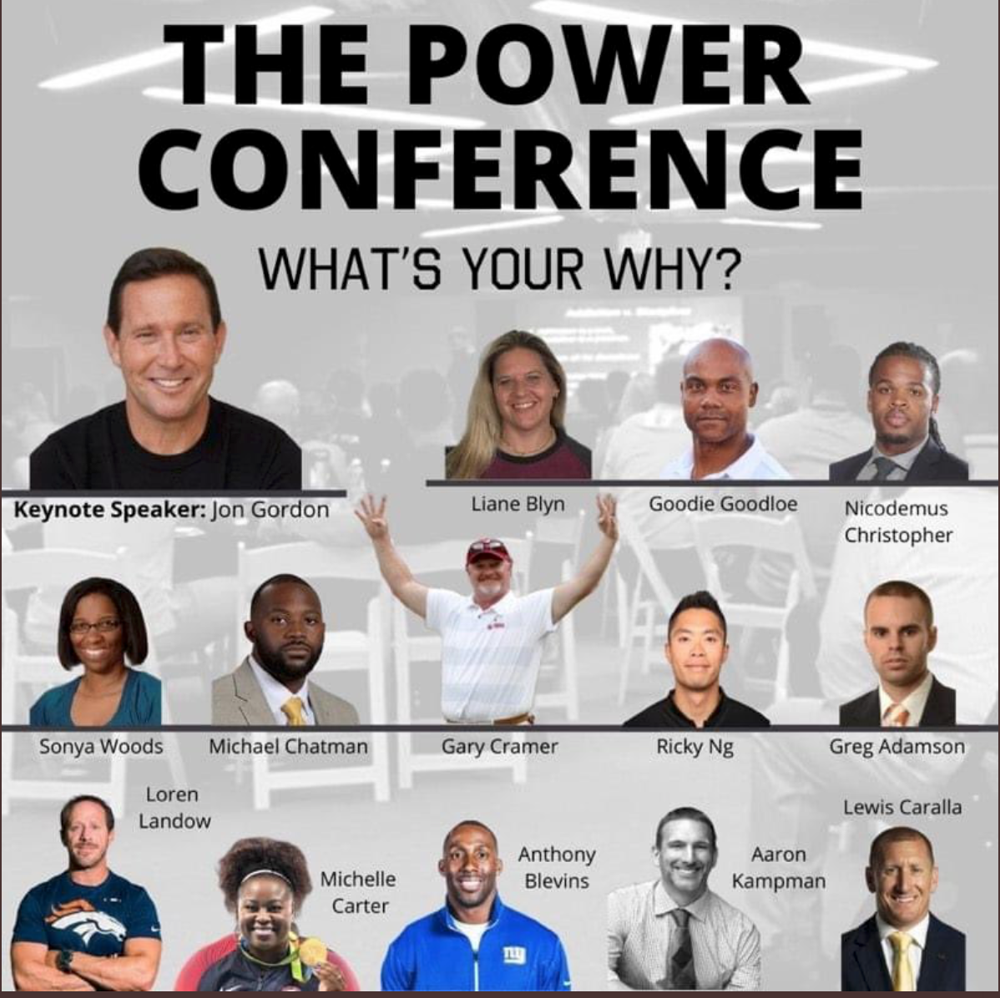 THE POWER
CONFERENCE
WHAT'S YOUR WHY?
Keynote Speaker: Jon Gordon
Liane Blyn
Goodie Goodloe
Nicodemus
Christopher
Sonya Woods
Michael Chatman
Gary Cramer
Ricky Ng
Greg Adamson
Loren
Landow
Michelle
Carter
Anthony
Blevins
ny
Aaron
Kampman
Lewis Caralla